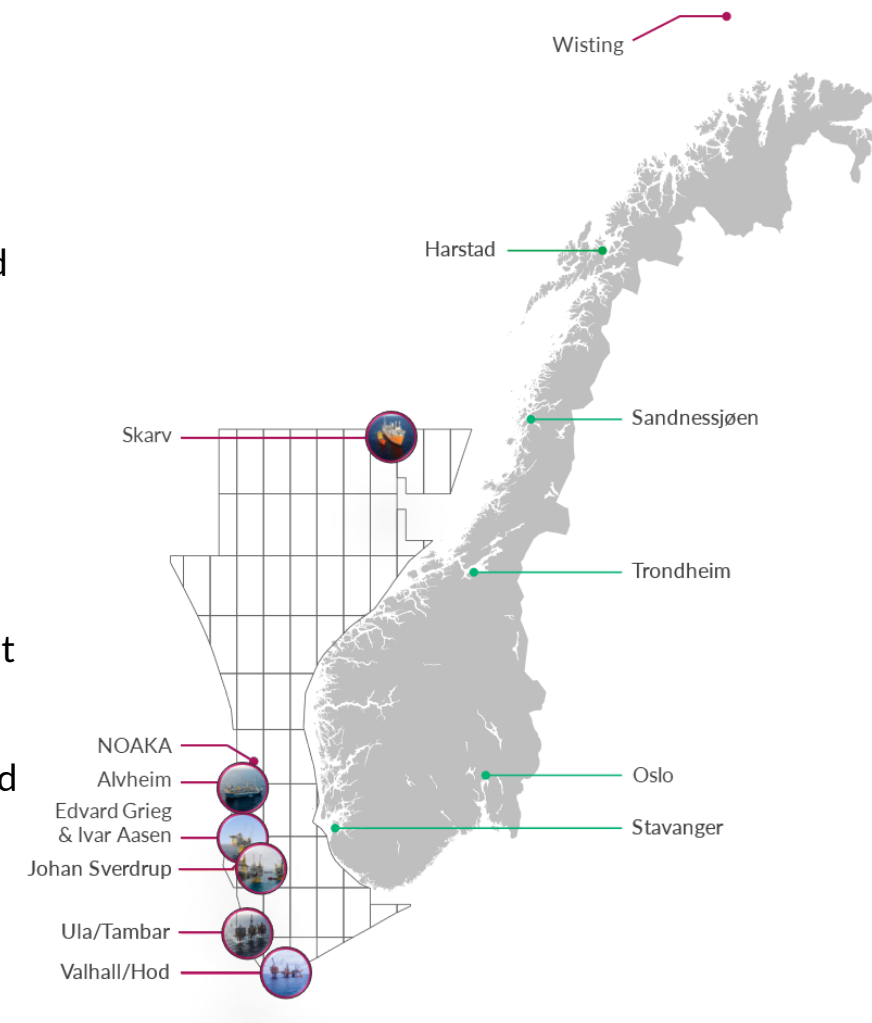 Wisting
Harstad
d
Sandnessjøen
Skarv
Trondheim
t
NOAKA
Alvheim
d
Oslo
Edvard Grieg
& Ivar Aasen
Stavanger
Johan Sverdrup
Ula/Tambar
Valhall/Hod